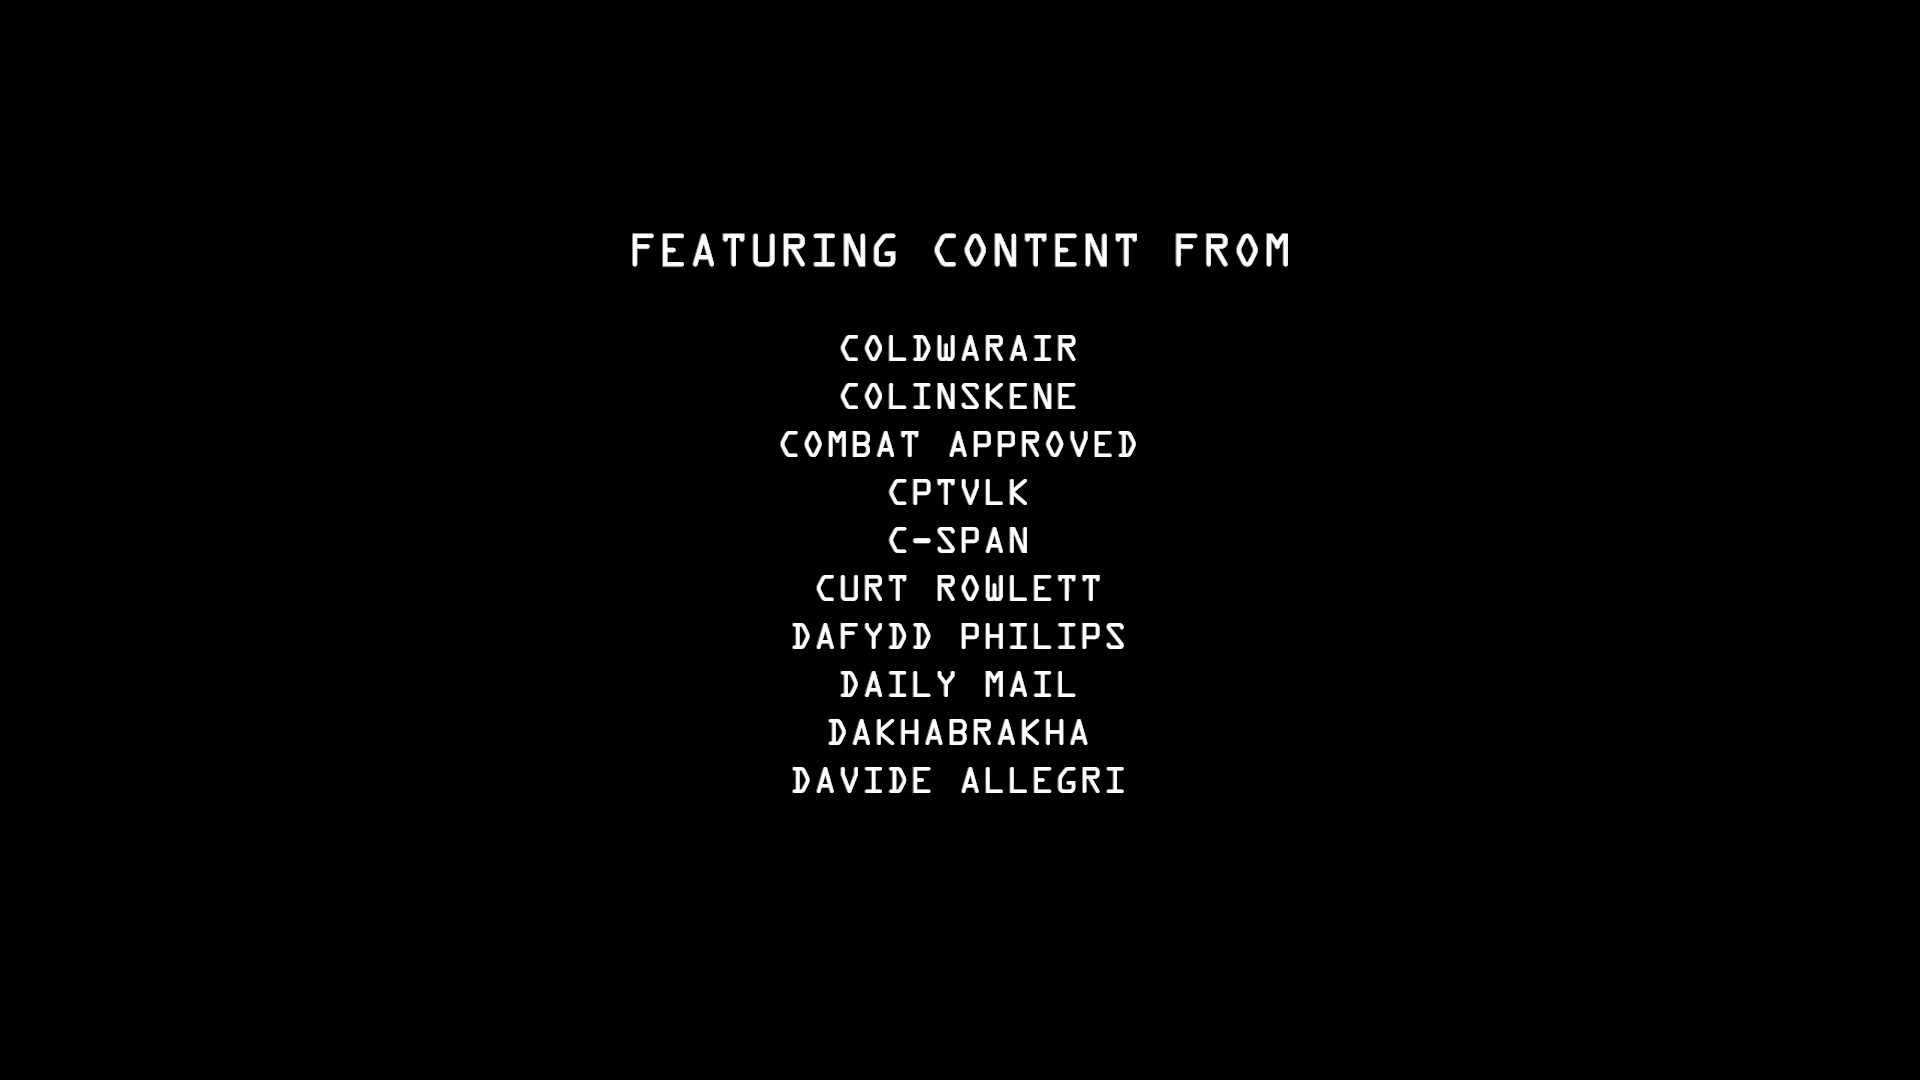 FEATURING CONTENT FROM
COLDWARAIR
COLINSKENE
COMBAT APPROVED
CPTVLK
C-SPAN
CURT ROWLETT
DAFYDD PHILIPS
DAILY MAIL
DAKHABRAKHA
DAVIDE ALLEGRI